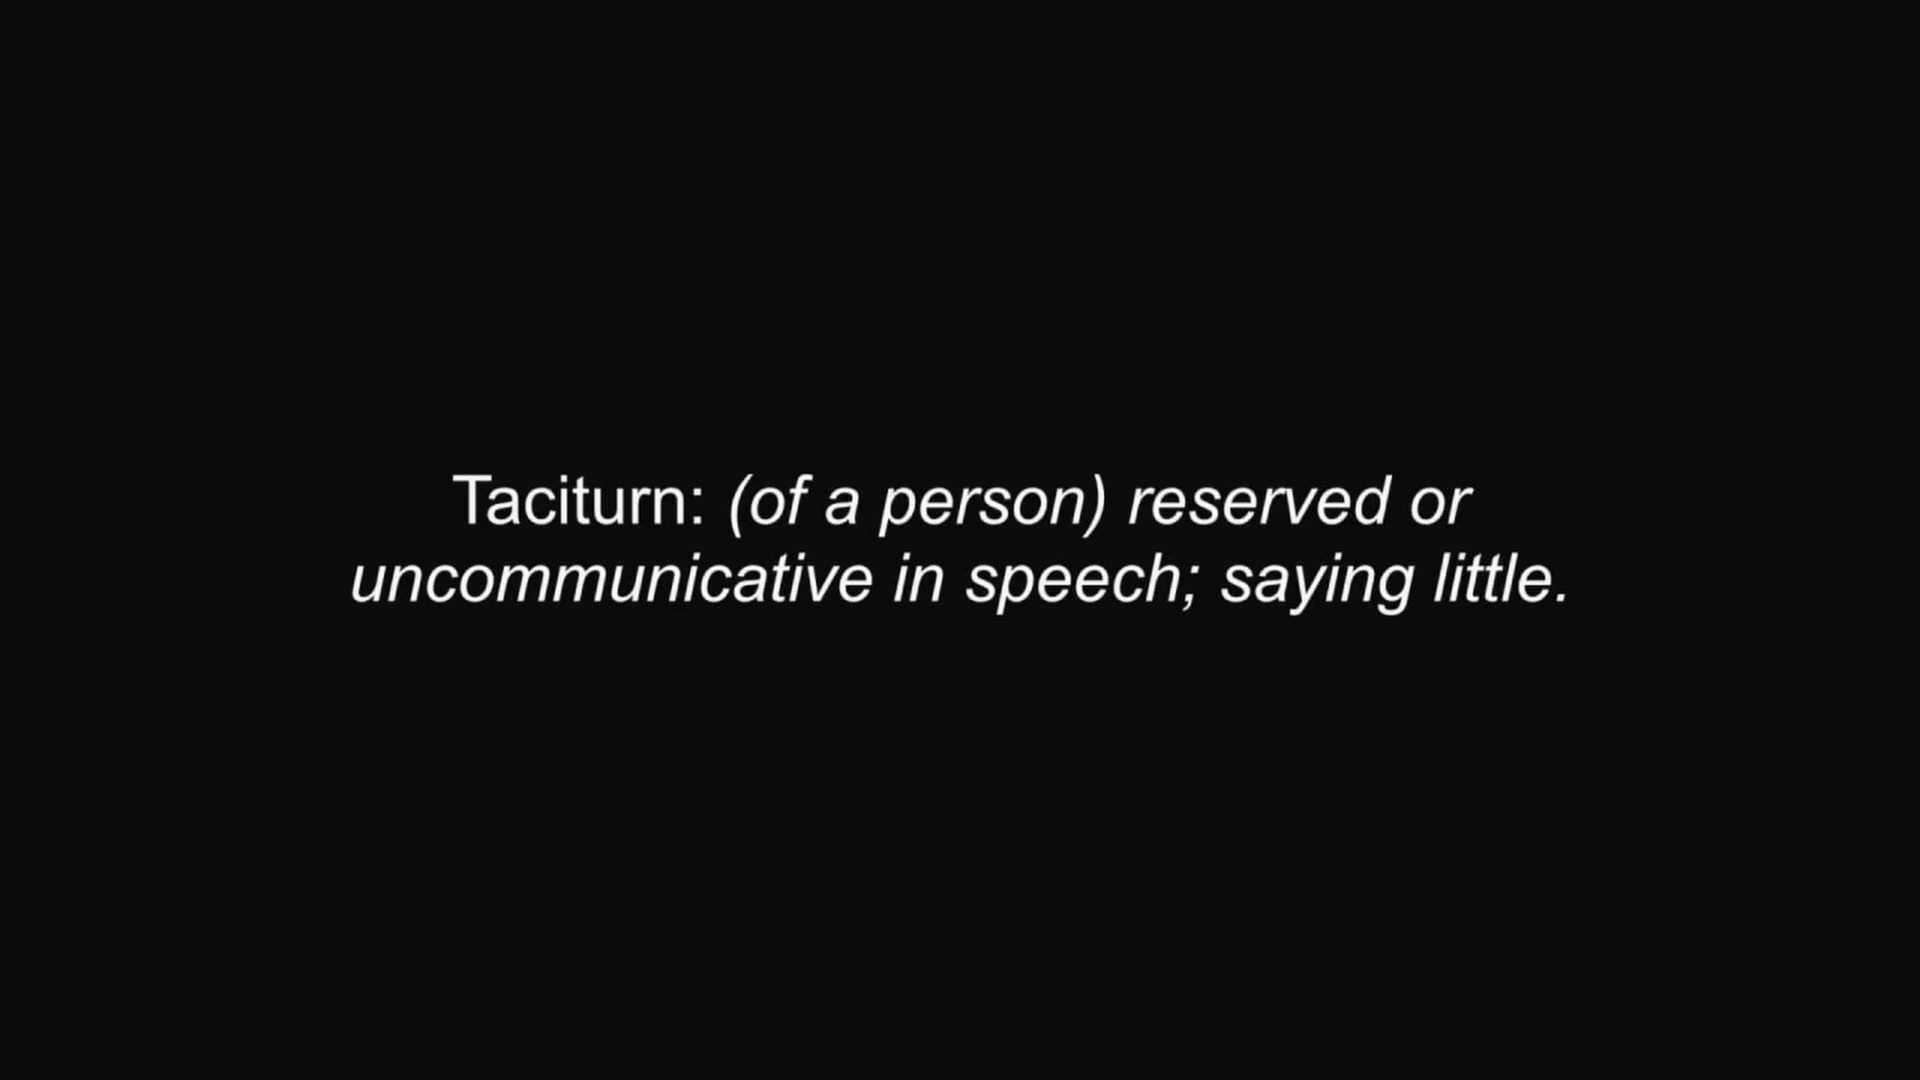 Taciturn: (of a person) reserved or
uncommunicative in speech; saying little.